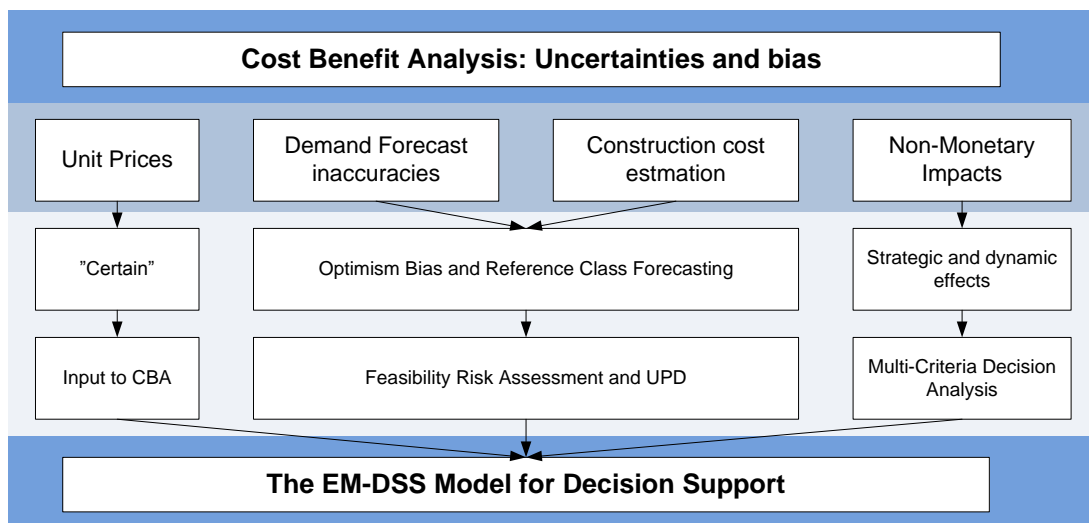 Cost Benefit Analysis: Uncertainties and bias
Unit Prices
Demand Forecast
inaccuracies
Construction cost
estmation
Non-Monetary
Impacts
”Certain”
Optimism Bias and Reference Class Forecasting
Strategic and dynamic
effects
Input to CBA
Feasibility Risk Assessment and UPD
Multi-Criteria Decision
Analysis
The EM-DSS Model for Decision Support